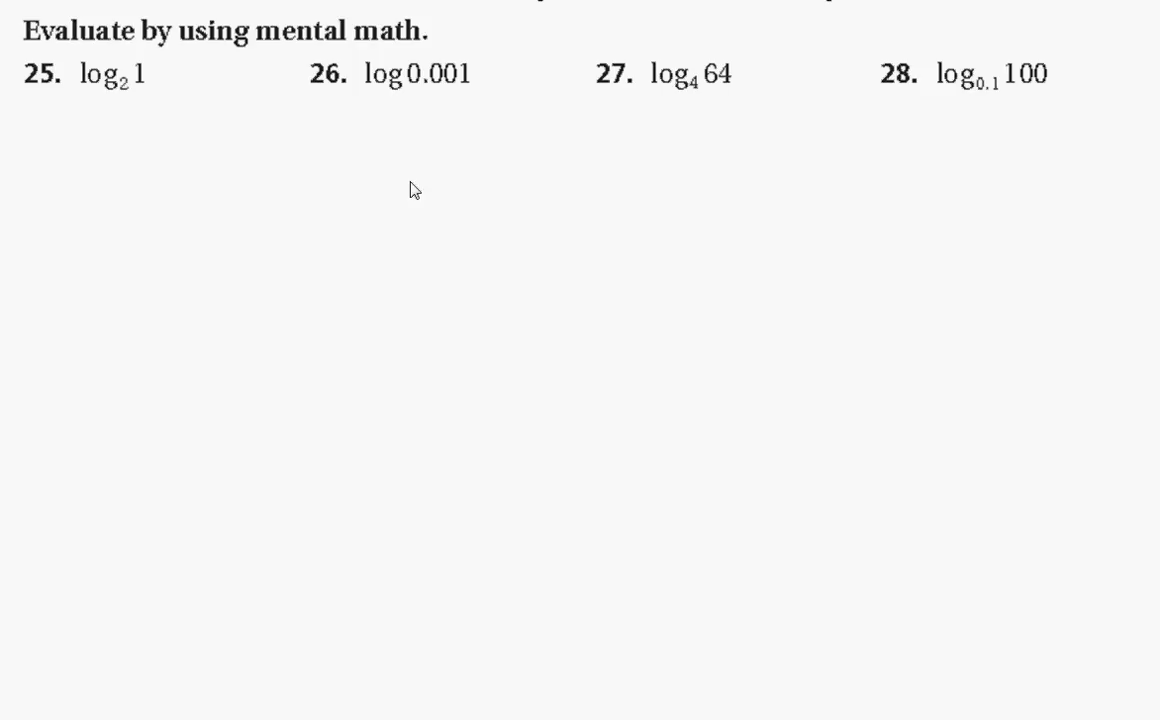 Evaluate by using mental math.
25. log₂ 1 26. log 0.001 27. log₄ 64 28. log₀.₁ 100